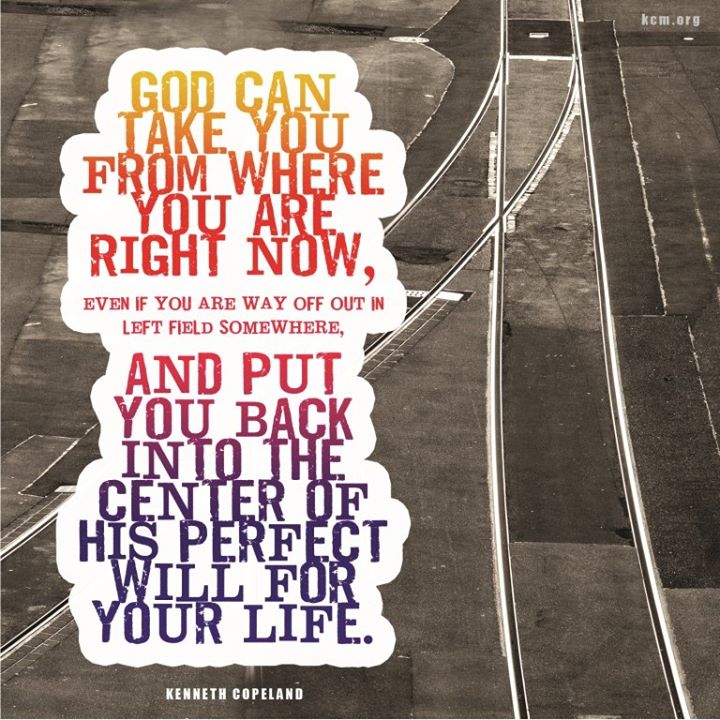 kcm.org
GOD CAN
TAKE YOU
FROM WHERE
YOU ARE
RIGHT NOW,
EVEN IF YOU ARE WAY OFF OUT IN
LEFT FIELD SOMEWHERE,
AND PUT
YOU BACK
INTO THE
CENTER OF
HIS PERFECT
WILL FOR
YOUR LIFE.
KENNETH COPELAND